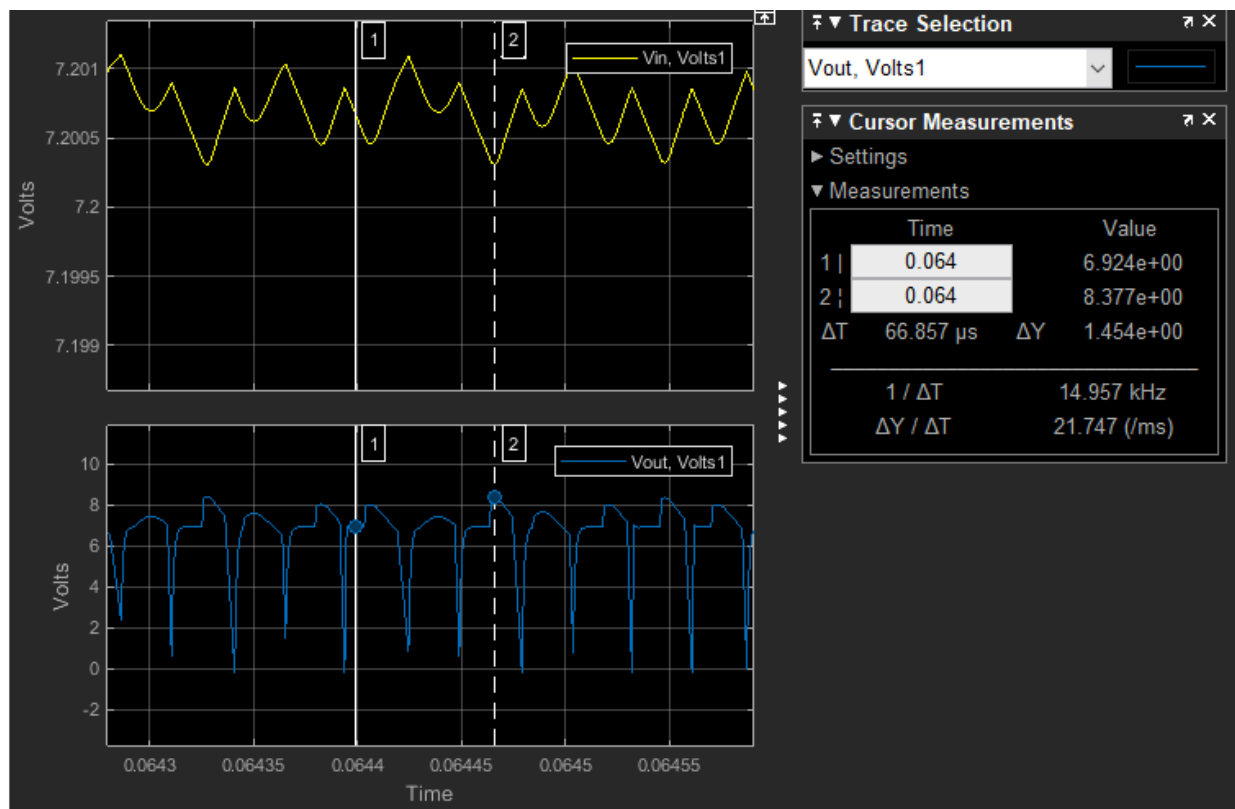 1
2
Vin, Volts1
7.201
7.2005
7.2
7.1995
7.199
Volts
1
2
Vout, Volts1
10
8
6
4
2
0
-2
Volts
0.0643 0.06435 0.0644 0.06445 0.0645 0.06455
Time
Trace Selection
Vout, Volts1
Cursor Measurements
Settings
Measurements
Time Value
1 | 0.064 6.924e+00
2 ¦ 0.064 8.377e+00
ΔT 66.857 µs ΔY 1.454e+00
1 / ΔT 14.957 kHz
ΔY / ΔT 21.747 (/ms)